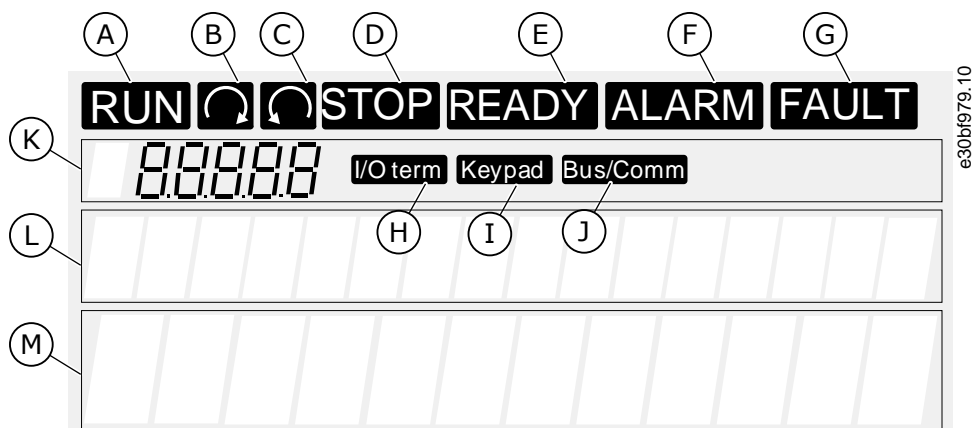 A B C D E F G
RUN STOP READY ALARM FAULT
K 8.8.8.8.8 I/O term Keypad Bus/Comm
H I J
L
M
e30bf979.10